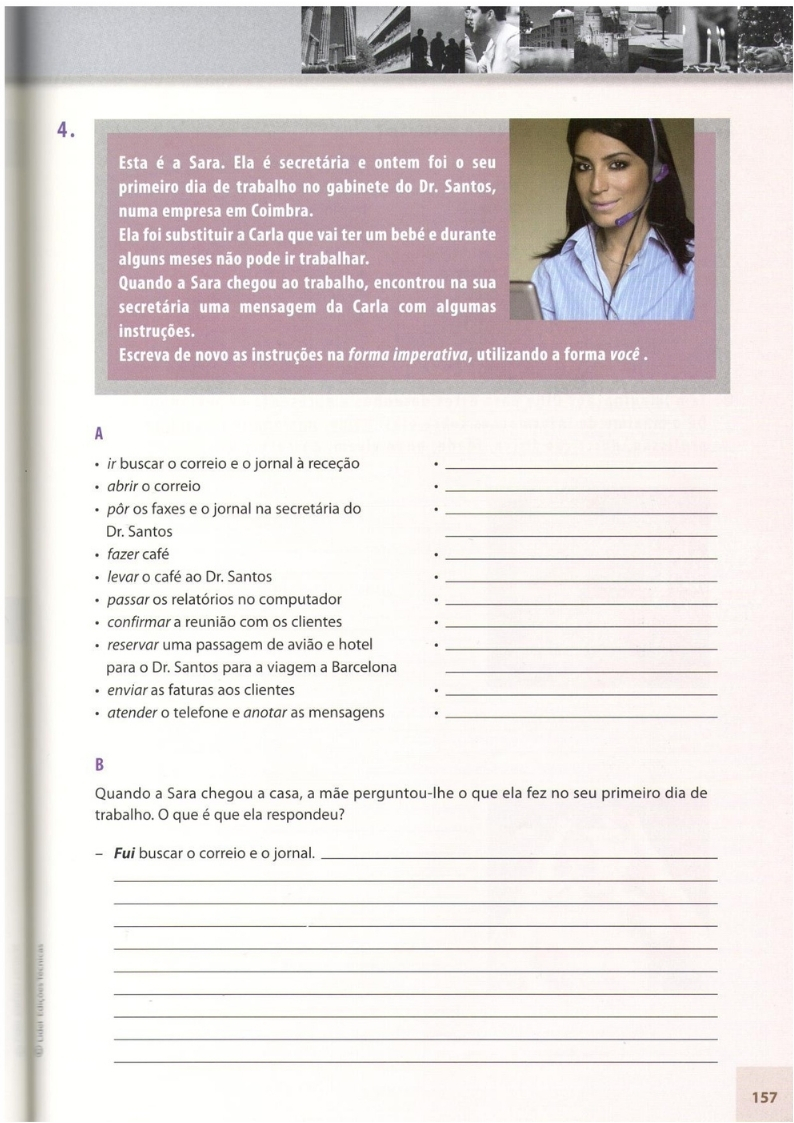 4.
Esta é a Sara. Ela é secretária e ontem foi o seu
primeiro dia de trabalho no gabinete do Dr. Santos,
numa empresa em Coimbra.
Ela foi substituir a Carla que vai ter um bebé e durante
alguns meses não pode ir trabalhar.
Quando a Sara chegou ao trabalho, encontrou na sua
secretária uma mensagem da Carla com algumas
instruções.
Escreva de novo as instruções na forma imperativa, utilizando a forma você .
A
• ir buscar o correio e o jornal à receção
• abrir o correio
• pôr os faxes e o jornal na secretária do
Dr. Santos
• fazer café
• levar o café ao Dr. Santos
• passar os relatórios no computador
• confirmar a reunião com os clientes
• reservar uma passagem de avião e hotel
para o Dr. Santos para a viagem a Barcelona
• enviar as faturas aos clientes
• atender o telefone e anotar as mensagens
B
Quando a Sara chegou a casa, a mãe perguntou-lhe o que ela fez no seu primeiro dia de
trabalho. O que é que ela respondeu?
– Fui buscar o correio e o jornal.
© Lidel Edições Técnicas
157